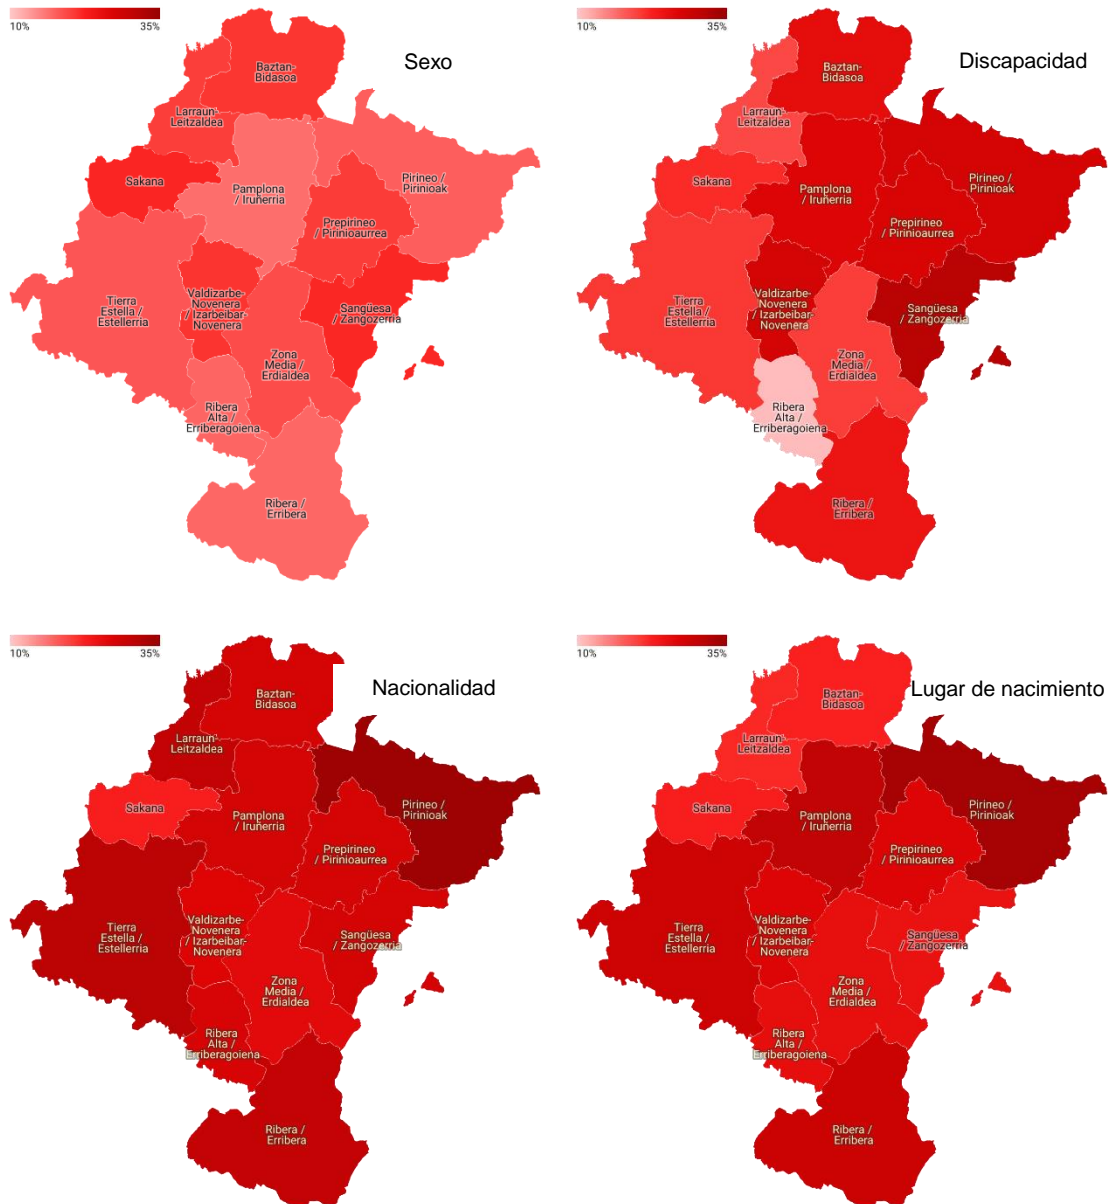 10%
35%
Sexo
Baztan-
Bidasoa
Larraun-
Leitzaldea
Sakana
Pamplona
/ Iruñerria
Pirineo /
Pirinioak
Prepirineo
/ Pirinioaurrea
Tierra
Estella /
Estellerria
Valdizarbe-
Novenera
/ Izarbeibar-
Novenera
Sangüesa
/ Zangozerria
Zona
Media /
Erdialdea
Ribera
Alta /
Erriberagoiena
Ribera /
Erribera
10%
35%
Discapacidad
Baztan-
Bidasoa
Larraun-
Leitzaldea
Sakana
Pamplona
/ Iruñerria
Pirineo /
Pirinioak
Prepirineo
/ Pirinioaurrea
Tierra
Estella /
Estellerria
Valdizarbe-
Novenera
/ Izarbeibar-
Novenera
Sangüesa
/ Zangozerria
Zona
Media /
Erdialdea
Ribera
Alta /
Erriberagoiena
Ribera /
Erribera
10%
35%
Nacionalidad
Baztan-
Bidasoa
Larraun-
Leitzaldea
Sakana
Pamplona
/ Iruñerria
Pirineo /
Pirinioak
Prepirineo
/ Pirinioaurrea
Tierra
Estella /
Estellerria
Valdizarbe-
Novenera
/ Izarbeibar-
Novenera
Sangüesa
/ Zangozerria
Zona
Media /
Erdialdea
Ribera
Alta /
Erriberagoiena
Ribera /
Erribera
10%
35%
Lugar de nacimiento
Baztan-
Bidasoa
Larraun-
Leitzaldea
Sakana
Pamplona
/ Iruñerria
Pirineo /
Pirinioak
Prepirineo
/ Pirinioaurrea
Tierra
Estella /
Estellerria
Valdizarbe-
Novenera
/ Izarbeibar-
Novenera
Sangüesa
/ Zangozerria
Zona
Media /
Erdialdea
Ribera
Alta /
Erriberagoiena
Ribera /
Erribera